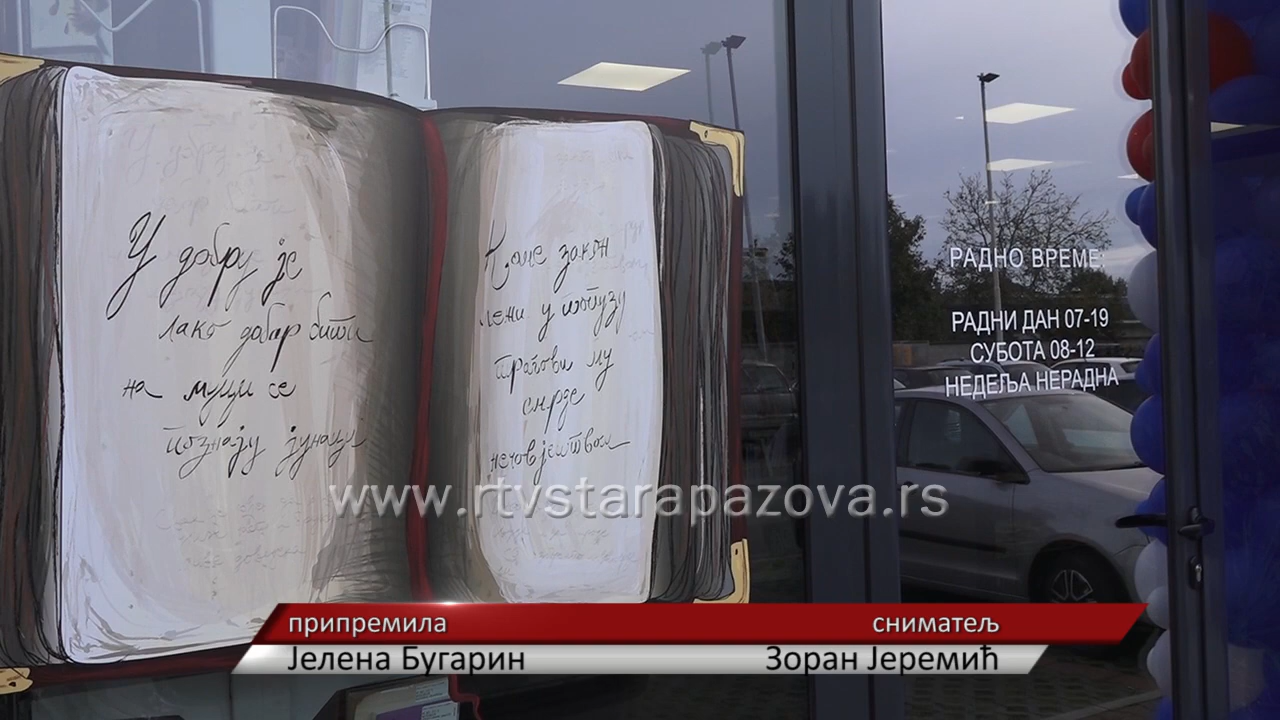 У добру је
лако добар бити
на муци се
познају јунаци
Коме закон
лежи у топузу
трагови му
смрде
нечовјештвом
РАДНО ВРЕМЕ:
РАДНИ ДАН 07-19
СУБОТА 08-12
НЕДЕЉА НЕРАДНА
www.rtvstarapazova.rs
припремила
сниматељ
Јелена Бугарин
Зоран Јеремић